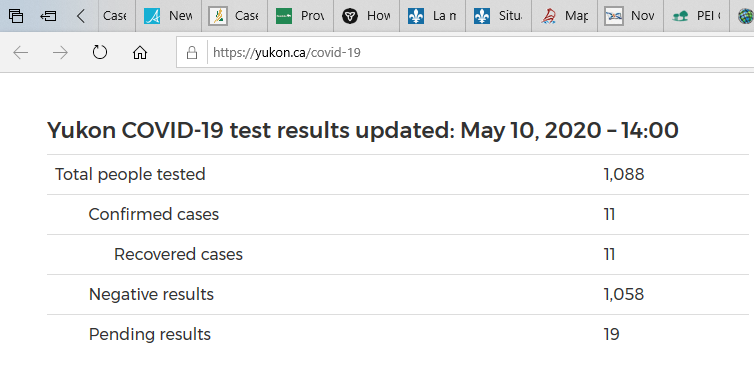 Case New Case Prov How La m Situ Map Nov PEI C
https://yukon.ca/covid-19
Yukon COVID-19 test results updated: May 10, 2020 – 14:00
Total people tested 1,088
Confirmed cases 11
Recovered cases 11
Negative results 1,058
Pending results 19